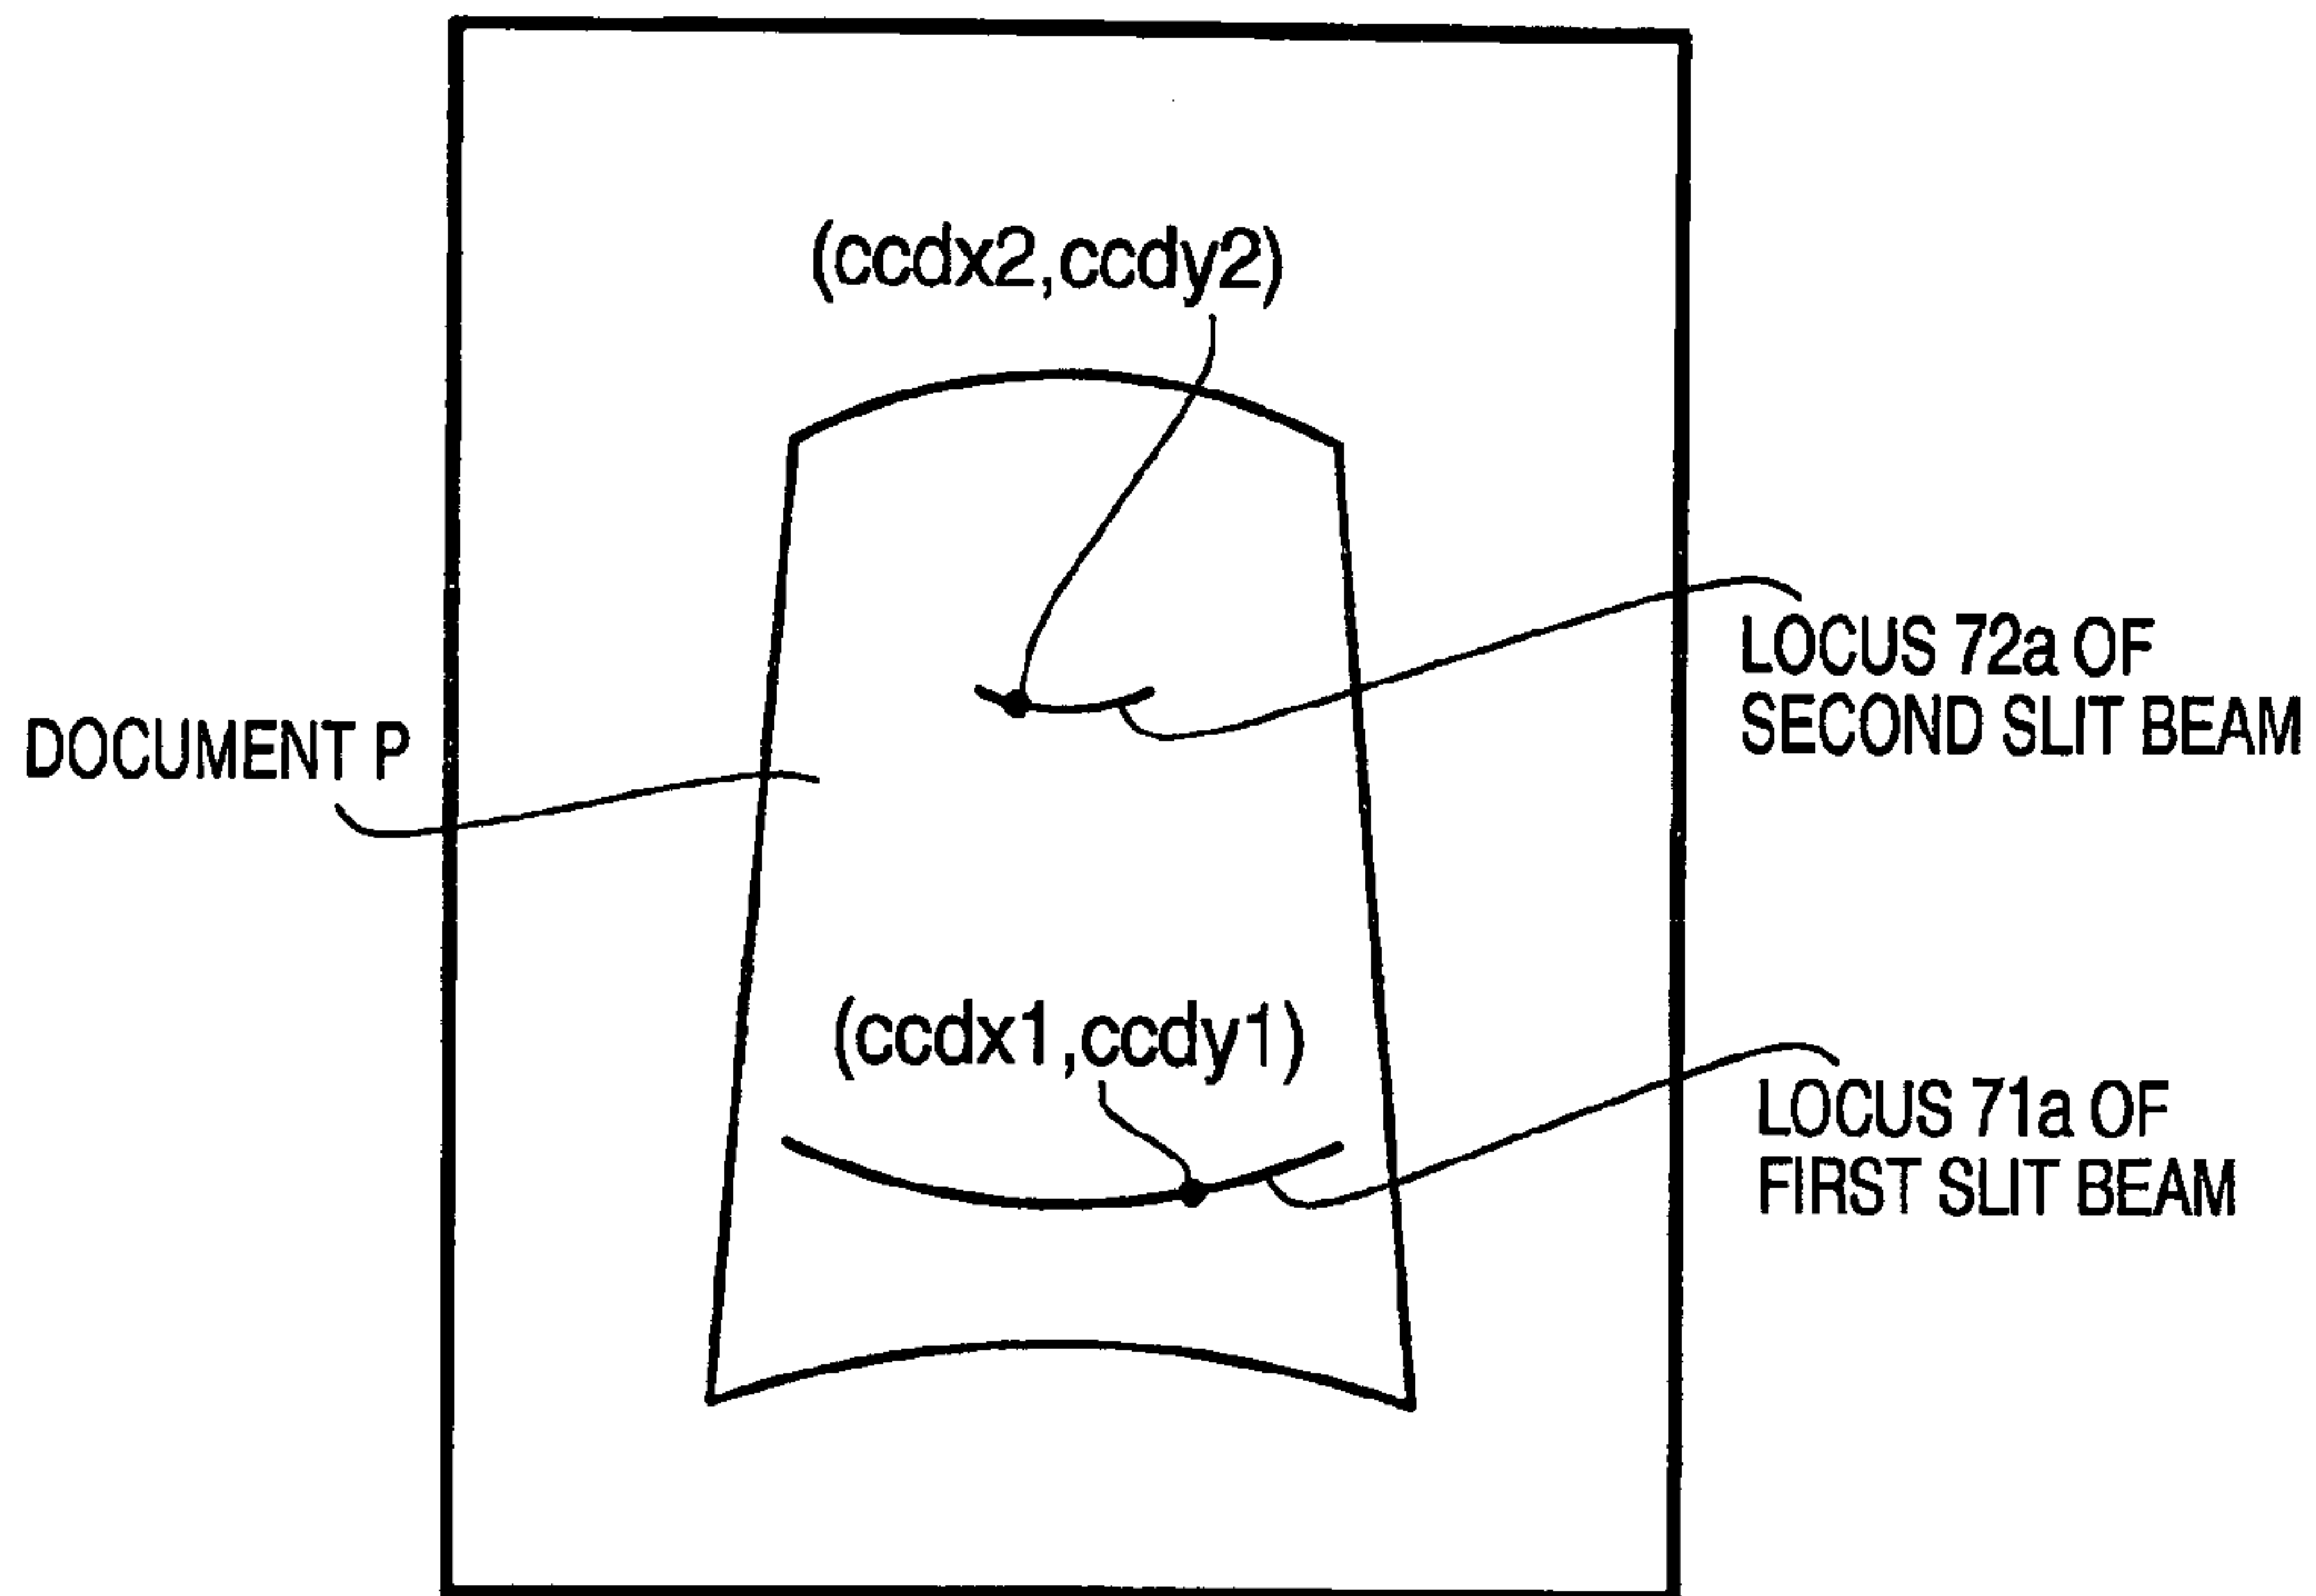 (ccdx2,ccdy2)
LOCUS 72a OF
SECOND SLIT BEAM
DOCUMENT P
(ccdx1,ccdy1)
LOCUS 71a OF
FIRST SLIT BEAM